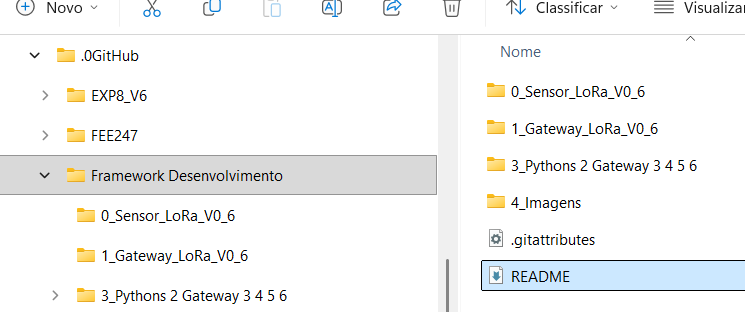 Novo
Classificar
Visualizar
.0GitHub
EXP8_V6
FEE247
Framework Desenvolvimento
0_Sensor_LoRa_V0_6
1_Gateway_LoRa_V0_6
3_Pythons 2 Gateway 3 4 5 6
Nome
0_Sensor_LoRa_V0_6
1_Gateway_LoRa_V0_6
3_Pythons 2 Gateway 3 4 5 6
4_Imagens
.gitattributes
README